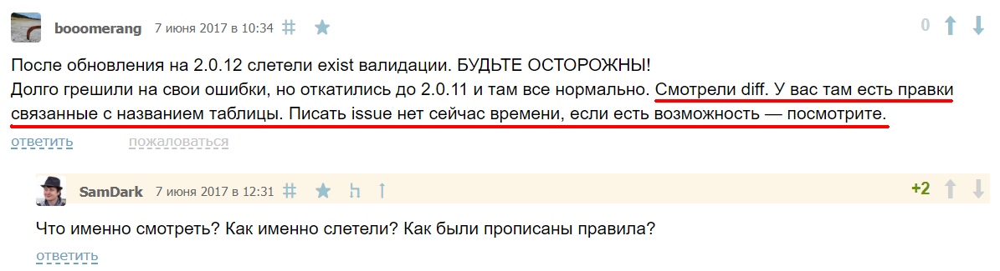 booomerang 7 июня 2017 в 10:34 # 0
После обновления на 2.0.12 слетели exist валидации. БУДЬТЕ ОСТОРОЖНЫ!
Долго грешили на свои ошибки, но откатились до 2.0.11 и там все нормально. Смотрели diff. У вас там есть правки
связанные с названием таблицы. Писать issue нет сейчас времени, если есть возможность — посмотрите.
ответить пожаловаться
SamDark 7 июня 2017 в 12:31 # +2
Что именно смотреть? Как именно слетели? Как были прописаны правила?
ответить